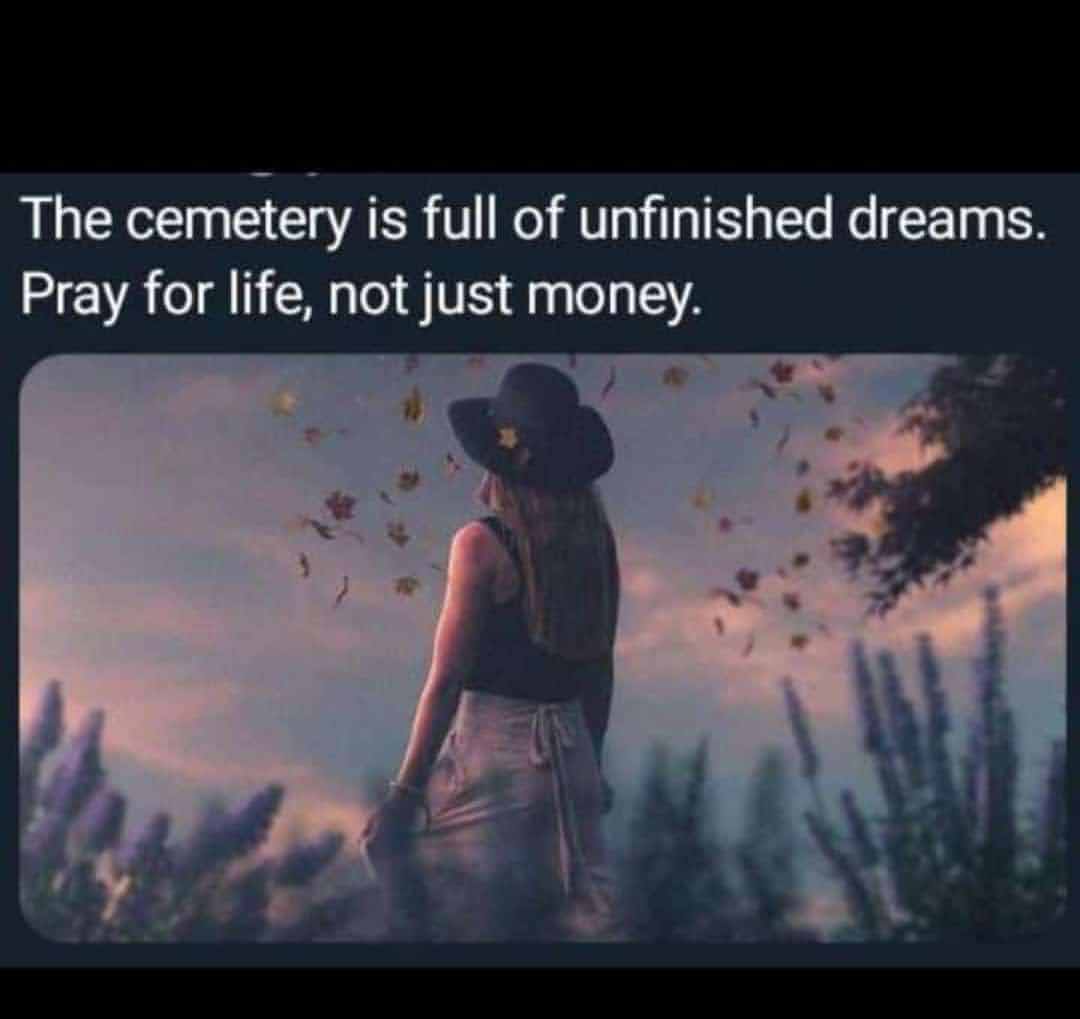 The cemetery is full of unfinished dreams.
Pray for life, not just money.